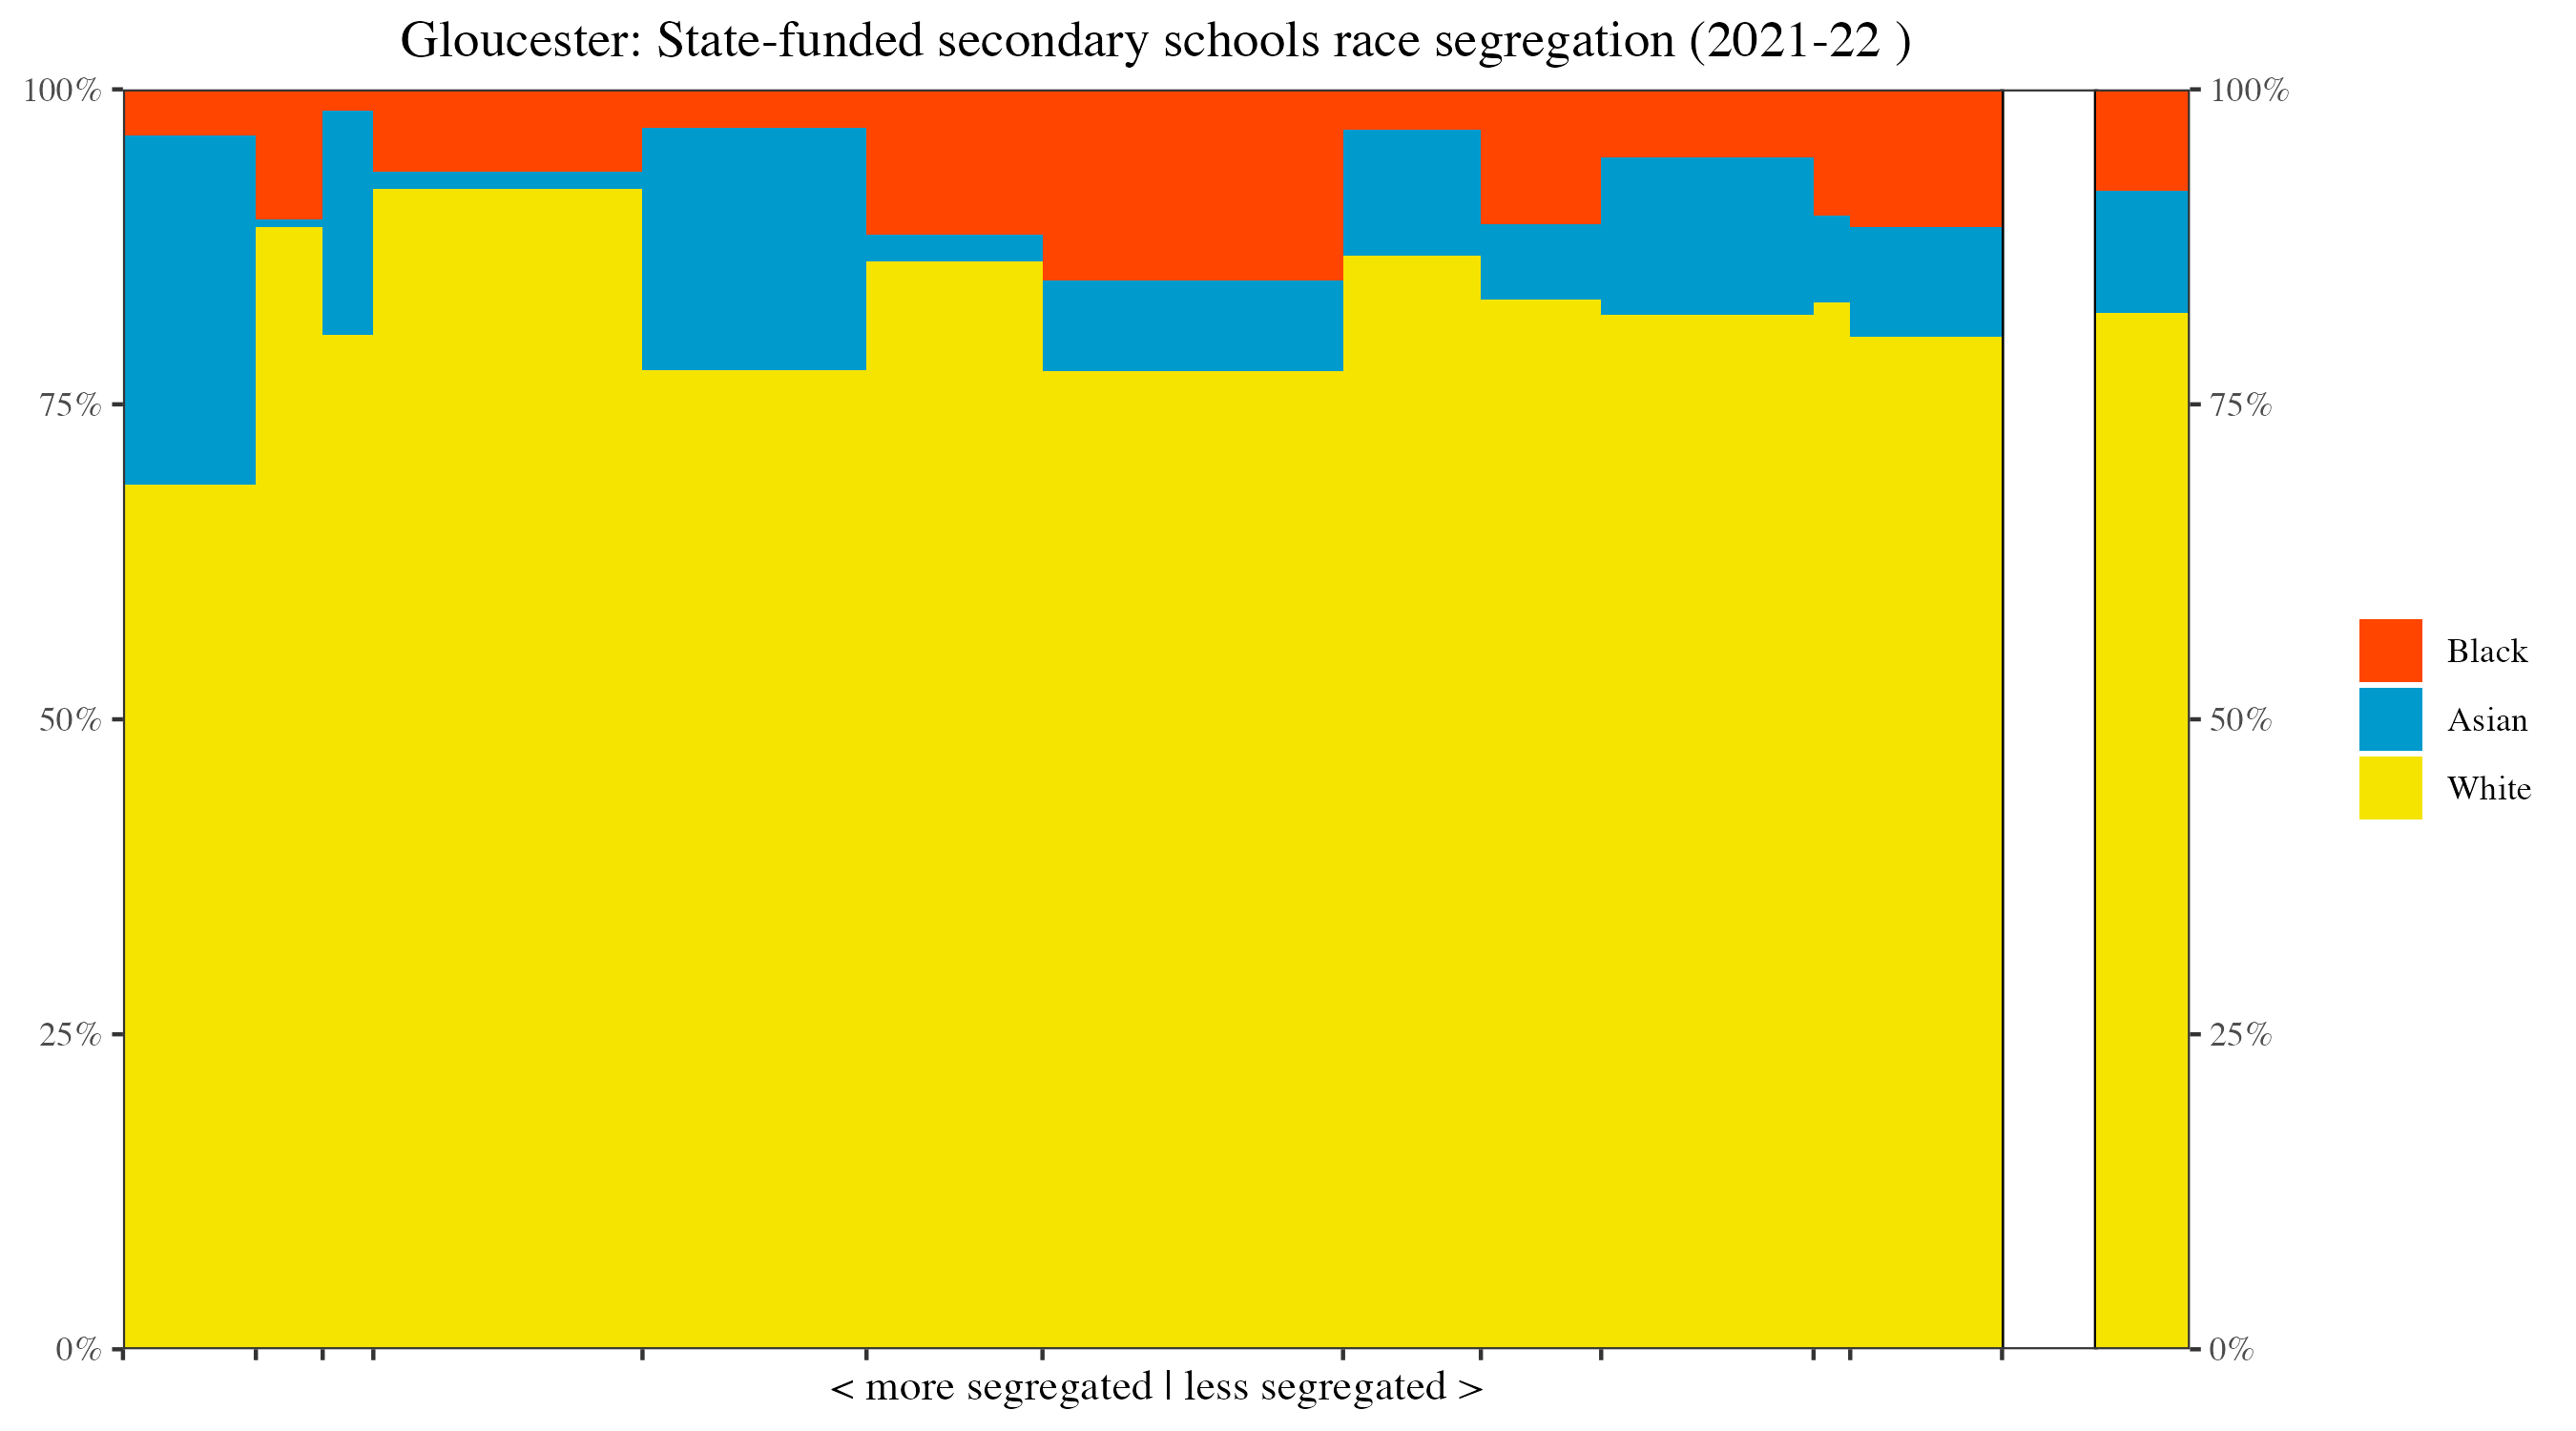 Gloucester: State-funded secondary schools race segregation (2021-22 )
100%
75%
50%
25%
0%
100%
75%
50%
25%
0%
Black
Asian
White
< more segregated | less segregated >